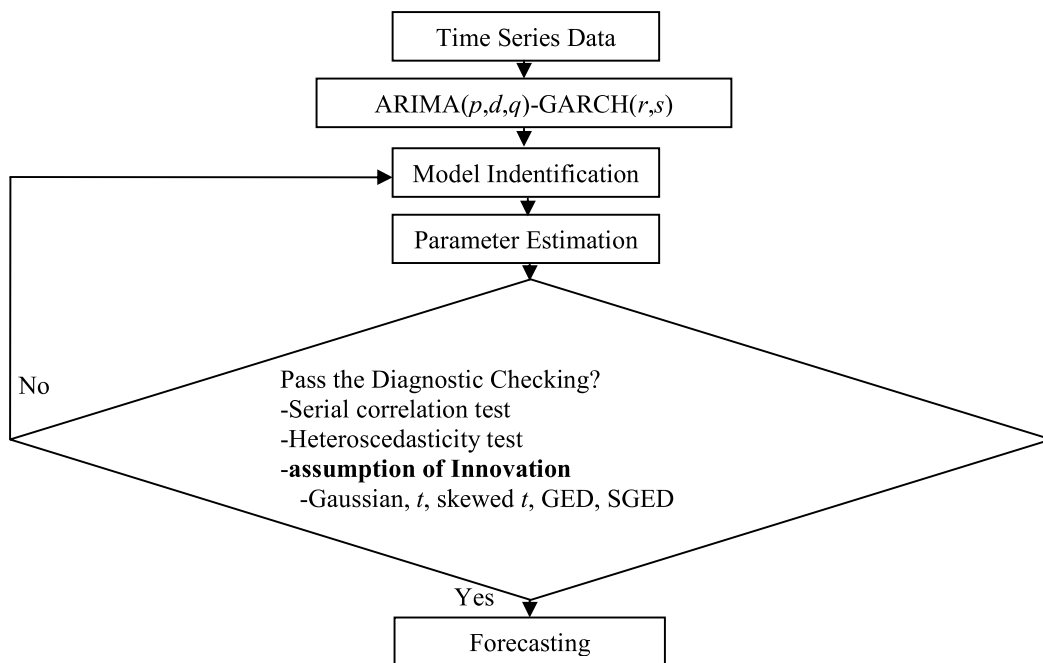 Time Series Data
ARIMA(p,d,q)-GARCH(r,s)
Model Indentification
Parameter Estimation
No
Pass the Diagnostic Checking?
-Serial correlation test
-Heteroscedasticity test
-assumption of Innovation
-Gaussian, t, skewed t, GED, SGED
Yes
Forecasting